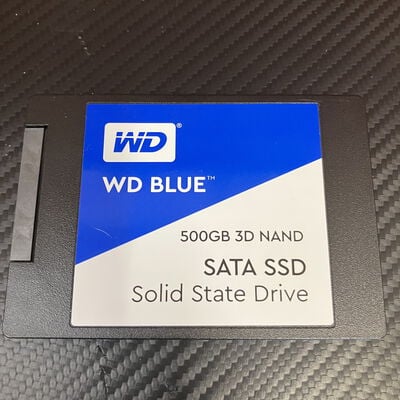 WD®
WD BLUE™
500GB 3D NAND
SATA SSD
Solid State Drive